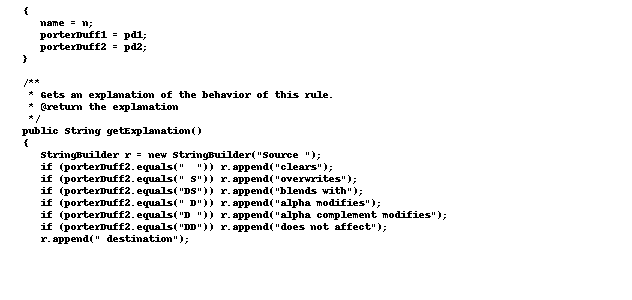 {
name = n;
porterDuff1 = pd1;
porterDuff2 = pd2;
}
/**
* Gets an explanation of the behavior of this rule.
* @return the explanation
*/
public String getExplanation()
{
StringBuilder r = new StringBuilder("Source ");
if (porterDuff2.equals("  ")) r.append("clears");
if (porterDuff2.equals(" S")) r.append("overwrites");
if (porterDuff2.equals("DS")) r.append("blends with");
if (porterDuff2.equals(" D")) r.append("alpha modifies");
if (porterDuff2.equals("D ")) r.append("alpha complement modifies");
if (porterDuff2.equals("DD")) r.append("does not affect");
r.append(" destination");